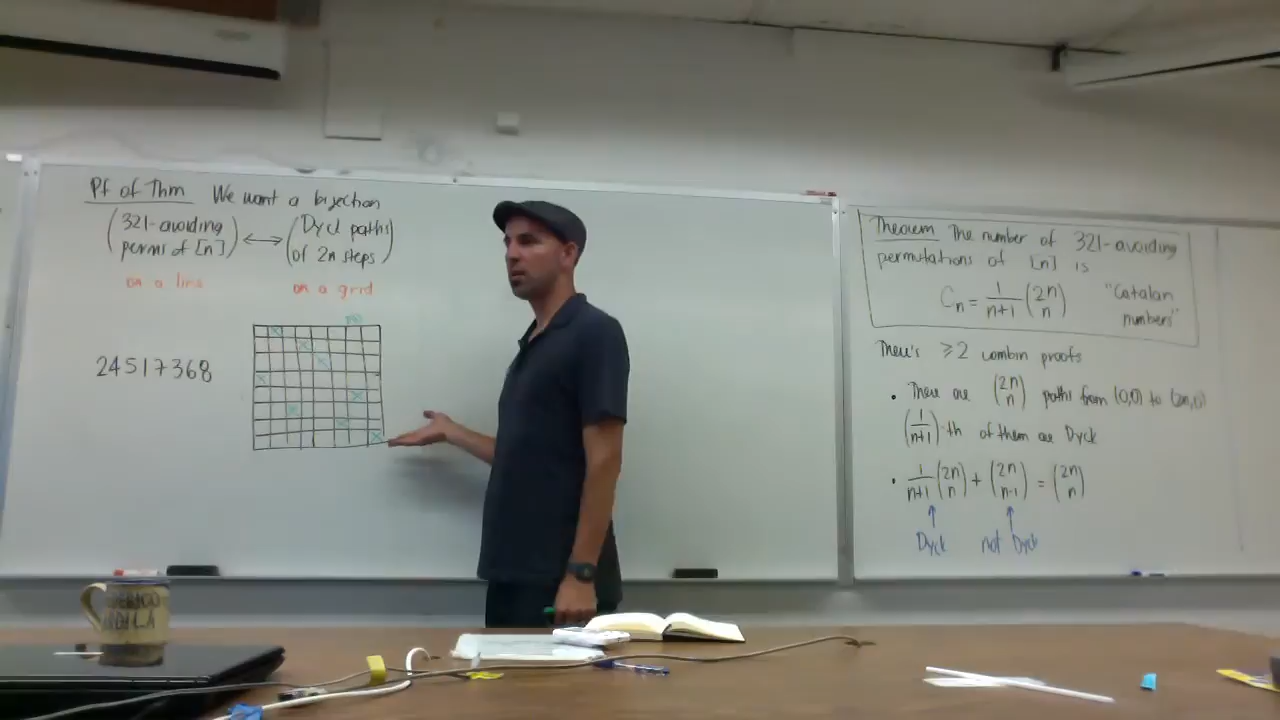 Pf of Thm We want a bijection
(321-avoiding perms of [n]) ↔ (Dyck paths of 2n steps)
on a line on a grid
24517368
Theorem The number of 321-avoiding
permutations of [n] is
C_n = 1/(n+1) (2n n) "Catalan numbers"
There's ≥2 combin proofs
• There are (2n n) paths from (0,0) to (2n,0)
(1/(n+1))-th of them are Dyck
• 1/(n+1) (2n n) + (2n n-1) = (2n n)
↑ ↑
Dyck not Dyck